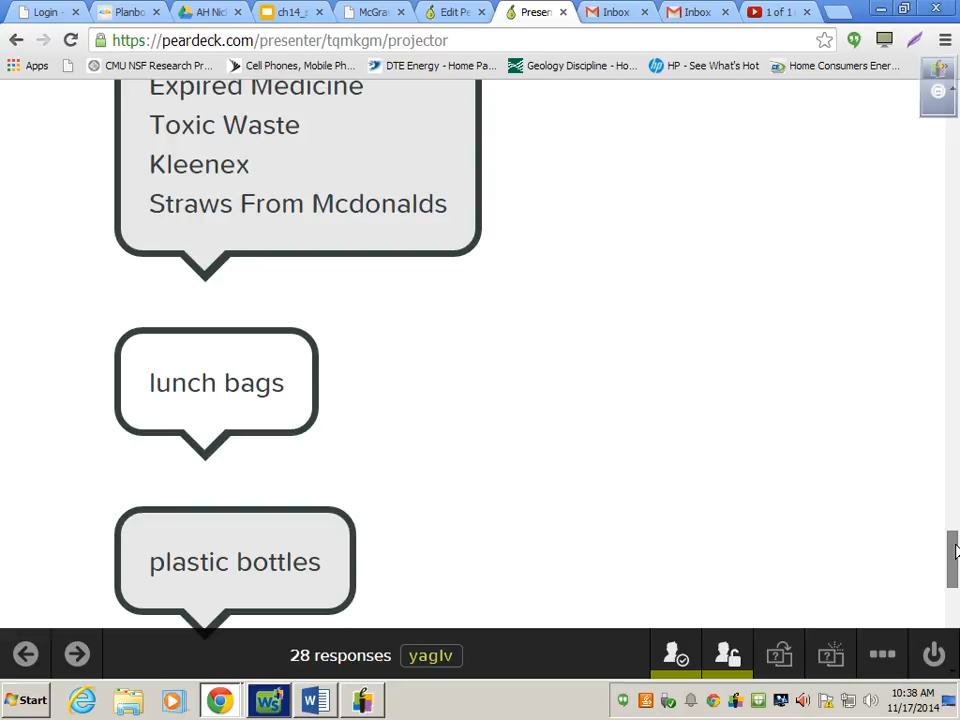 Login -
Planbo
AH Nic
ch14_
McGra
Edit Pe
Presen
Inbox
Inbox
1 of 1
https://peardeck.com/presenter/tqmkgm/projector
Apps
CMU NSF Research Pr...
Cell Phones, Mobile Ph...
DTE Energy - Home Pa...
Geology Discipline - Ho...
HP - See What's Hot
Home Consumers Ener...
Expired Medicine
Toxic Waste
Kleenex
Straws From Mcdonalds
lunch bags
plastic bottles
28 responses yaglv
Start
10:38 AM
11/17/2014